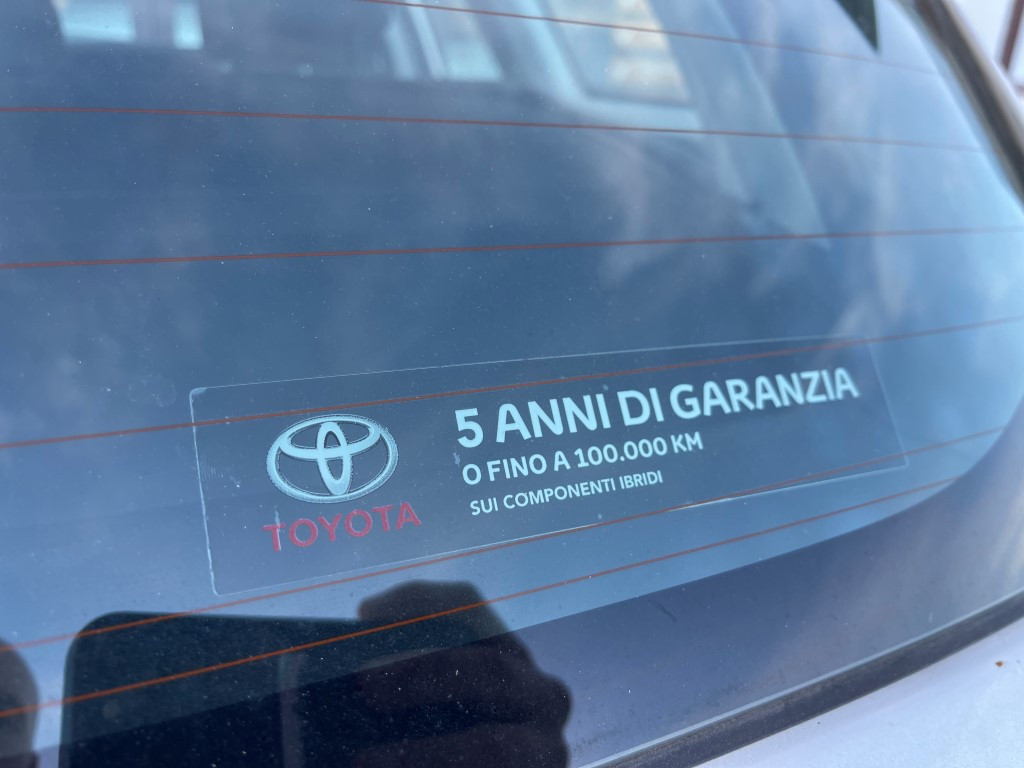 5 ANNI DI GARANZIA
O FINO A 100.000 KM
SUI COMPONENTI IBRIDI
TOYOTA